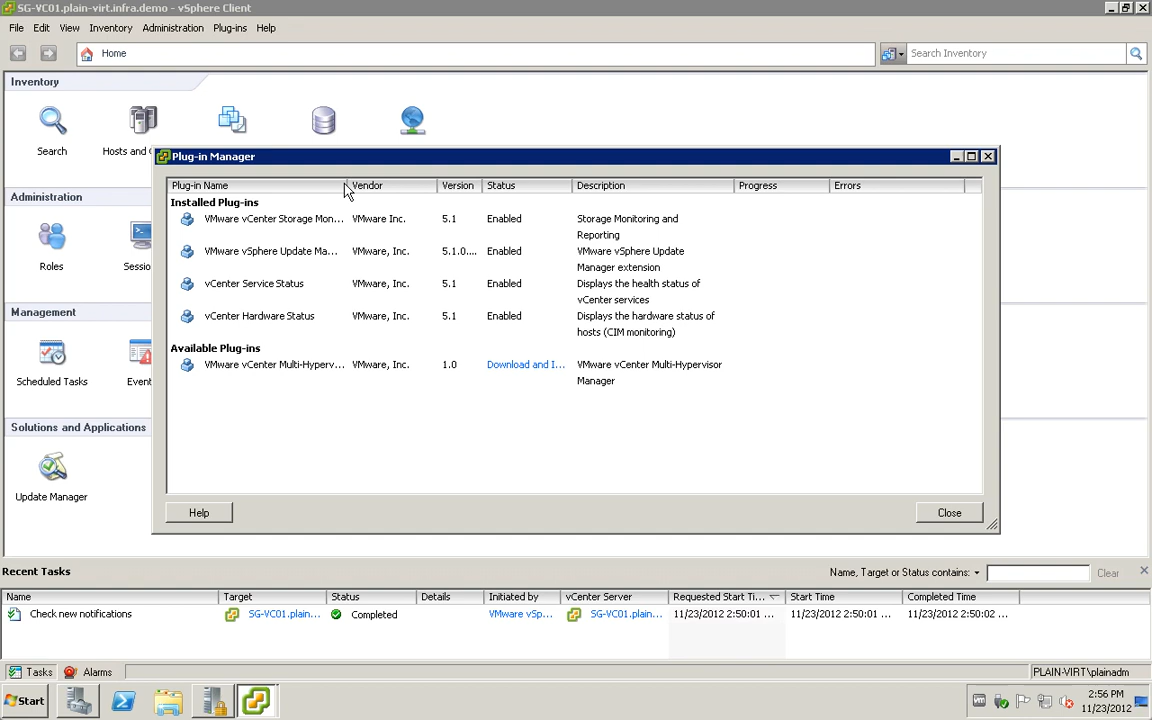 SG-VC01.plain-virt.infra.demo - vSphere Client
File Edit View Inventory Administration Plug-ins Help
Home
Search Inventory
Inventory
Search
Hosts and
Plug-in Manager
Plug-in Name Vendor Version Status Description Progress Errors
Installed Plug-ins
VMware vCenter Storage Mon... VMware Inc. 5.1 Enabled Storage Monitoring and
Reporting
VMware vSphere Update Ma... VMware, Inc. 5.1.0.... Enabled VMware vSphere Update
Manager extension
vCenter Service Status VMware, Inc. 5.1 Enabled Displays the health status of
vCenter services
vCenter Hardware Status VMware, Inc. 5.1 Enabled Displays the hardware status of
hosts (CIM monitoring)
Available Plug-ins
VMware vCenter Multi-Hyperv... VMware, Inc. 1.0 Download and I... VMware vCenter Multi-Hypervisor
Manager
Help
Close
Administration
Roles
Sessio
Management
Scheduled Tasks
Event
Solutions and Applications
Update Manager
Recent Tasks
Name, Target or Status contains:
Clear
Name Target Status Details Initiated by vCenter Server Requested Start Ti... Start Time Completed Time
Check new notifications SG-VC01.plain... Completed VMware vSp... SG-VC01.plain... 11/23/2012 2:50:01 ... 11/23/2012 2:50:01 ... 11/23/2012 2:50:02 ...
Tasks Alarms
PLAIN-VIRT\plainadm
Start
2:56 PM
11/23/2012